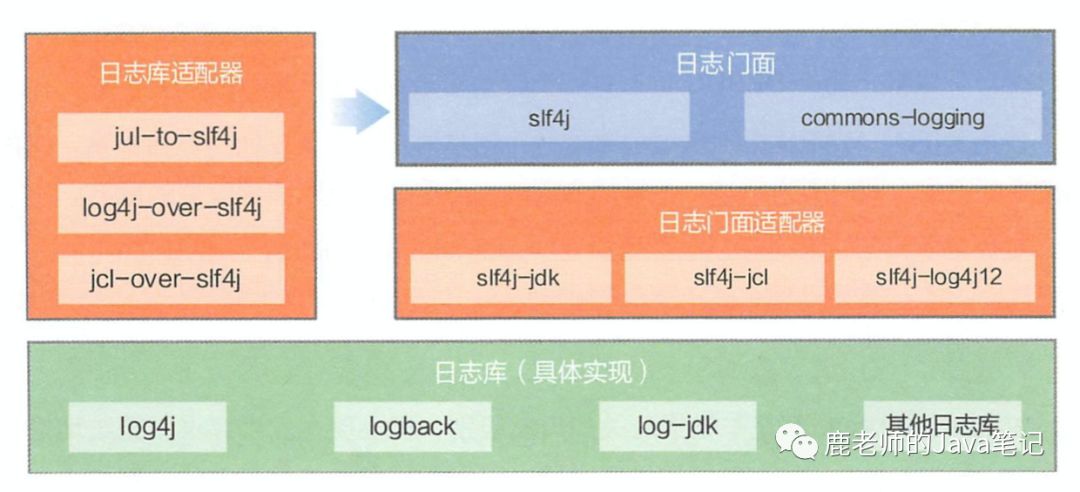 日志库适配器
jul-to-slf4j
log4j-over-slf4j
jcl-over-slf4j
日志门面
slf4j
commons-logging
日志门面适配器
slf4j-jdk
slf4j-jcl
slf4j-log4j12
日志库（具体实现）
log4j
logback
log-jdk
其他日志库
鹿老师的Java笔记